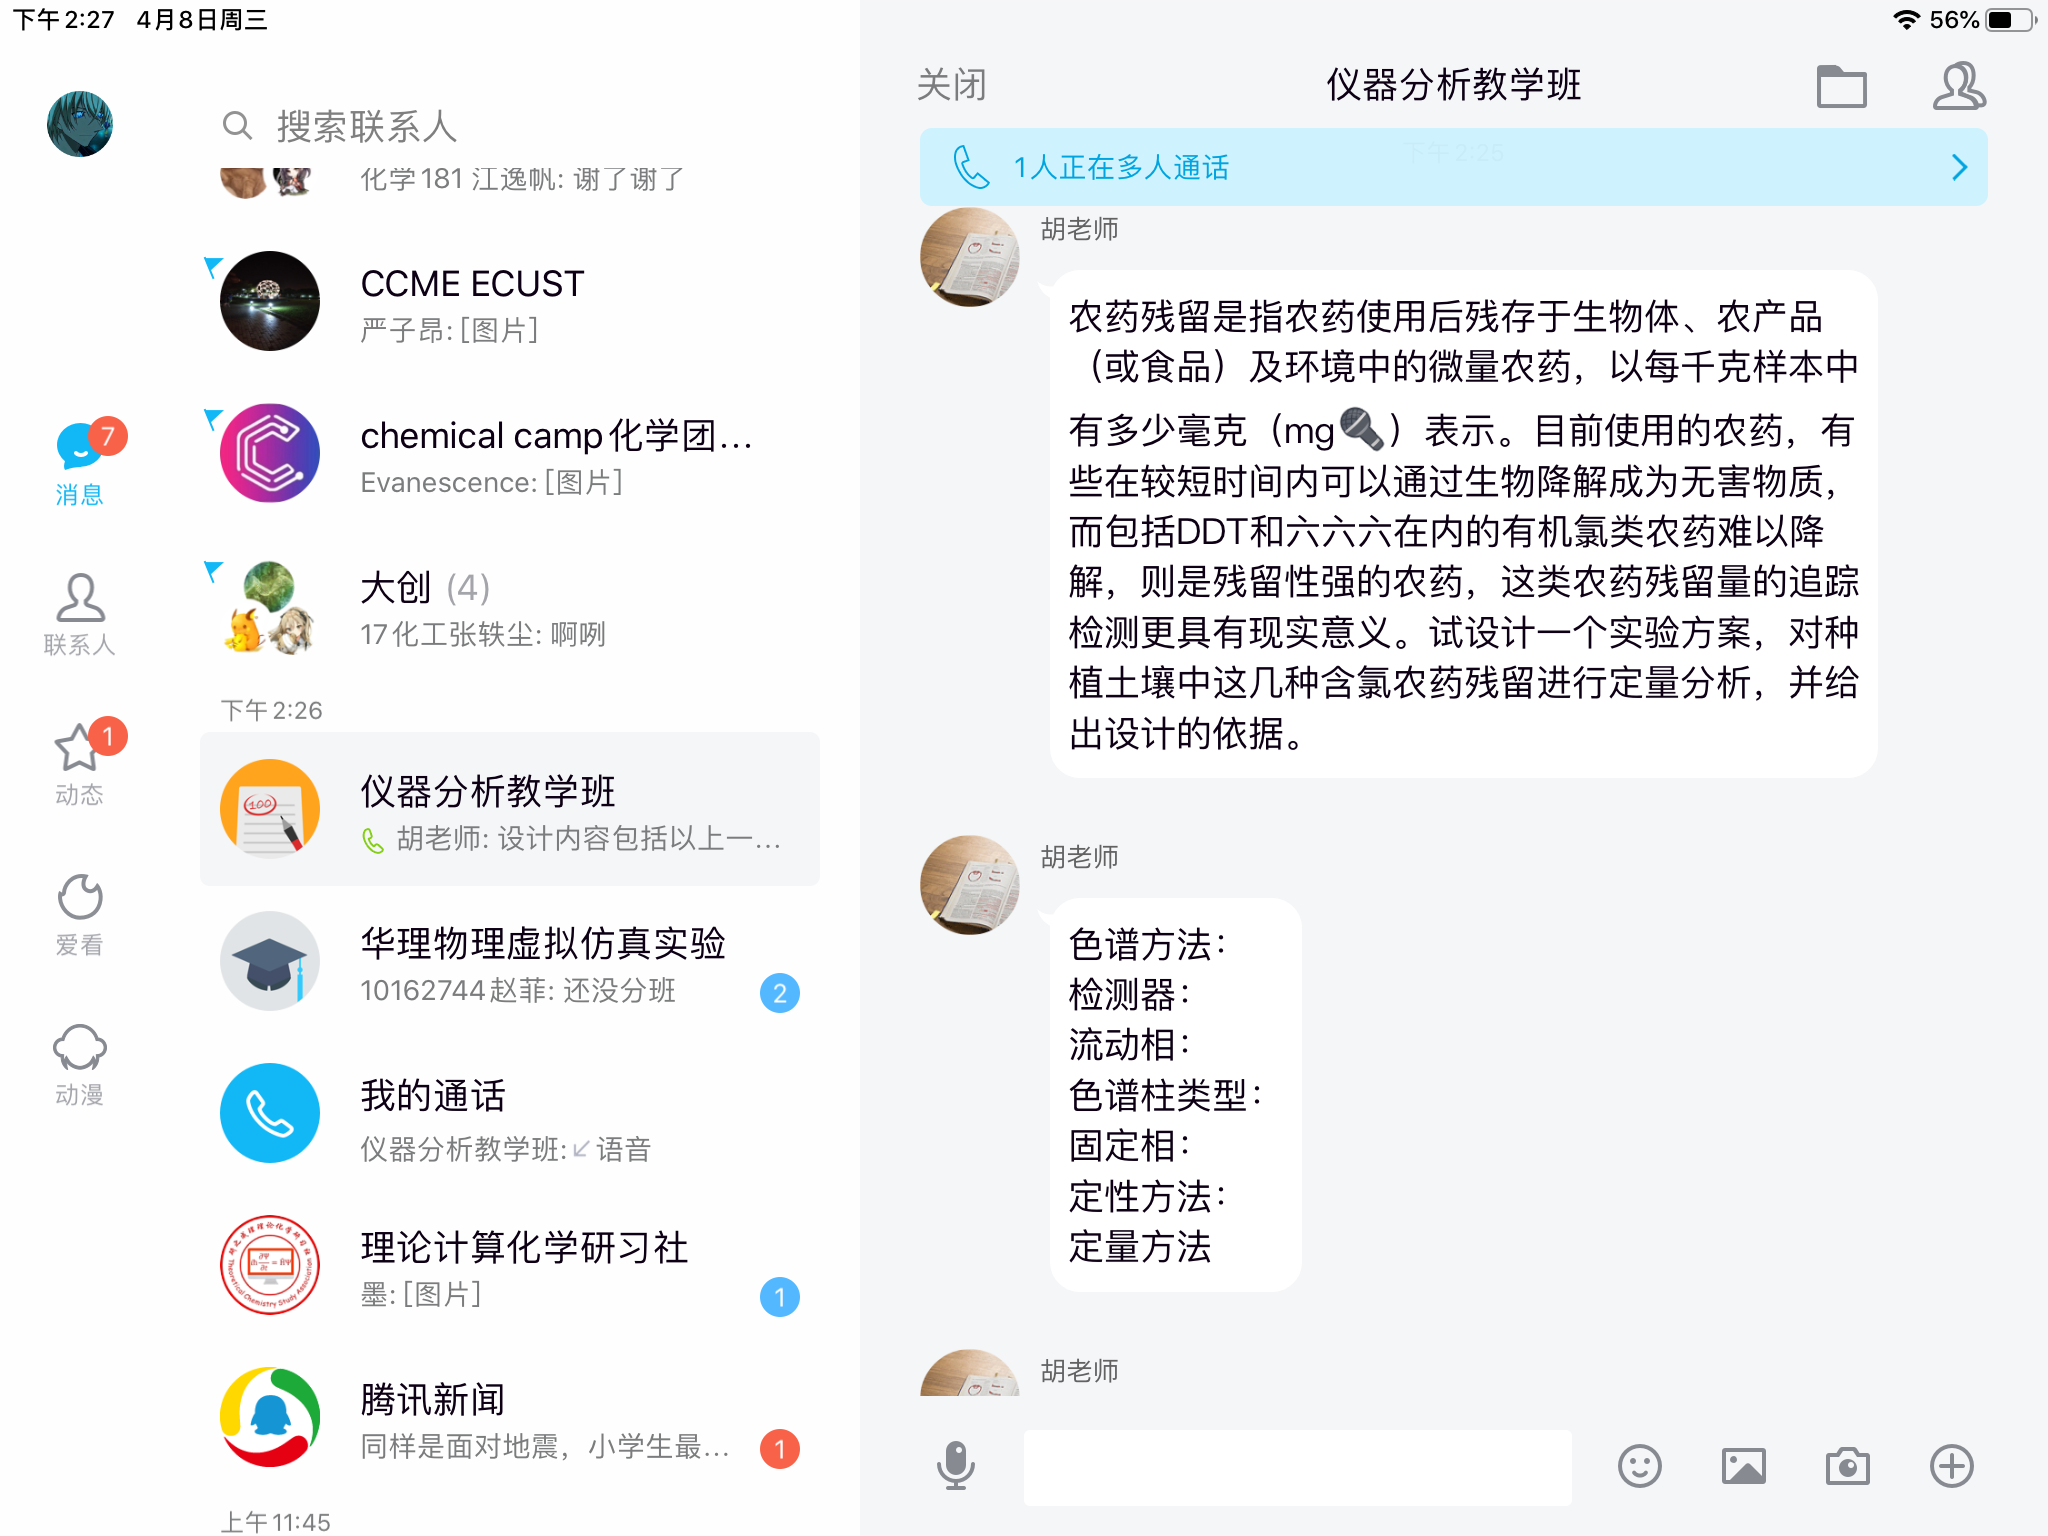 下午2:27 4月8日周三
56%
搜索联系人
化学181 江逸帆: 谢了谢了
CCME ECUST
严子昂: [图片]
chemical camp化学团...
Evanescence: [图片]
大创 (4)
17化工张轶尘: 啊咧
下午2:26
仪器分析教学班
胡老师: 设计内容包括以上一...
华理物理虚拟仿真实验
10162744赵菲: 还没分班
2
我的通话
仪器分析教学班:↙语音
理论计算化学研习社
墨: [图片]
1
腾讯新闻
同样是面对地震，小学生最...
1
上午11:45
7
消息
联系人
1
动态
爱看
动漫
关闭
仪器分析教学班
下午2:25
1人正在多人通话
胡老师
农药残留是指农药使用后残存于生物体、农产品
（或食品）及环境中的微量农药，以每千克样本中
有多少毫克（mg🎤）表示。目前使用的农药，有
些在较短时间内可以通过生物降解成为无害物质，
而包括DDT和六六六在内的有机氯类农药难以降
解，则是残留性强的农药，这类农药残留量的追踪
检测更具有现实意义。试设计一个实验方案，对种
植土壤中这几种含氯农药残留进行定量分析，并给
出设计的依据。
胡老师
色谱方法：
检测器：
流动相：
色谱柱类型：
固定相：
定性方法：
定量方法
胡老师